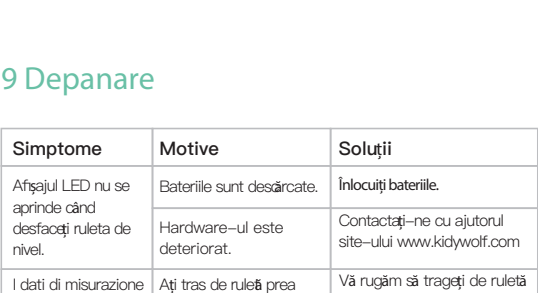 9 Depanare
Simptome Motive Soluții
Afișajul LED nu se
aprinde când
desfaceți ruleta de
nivel.
Bateriile sunt descărcate.
Înlocuiți bateriile.
Hardware-ul este
deteriorat.
Contactați-ne cu ajutorul
site-ului www.kidywolf.com
I dati di misurazione
Ați tras de ruletă prea
Vă rugăm să trageți de ruletă